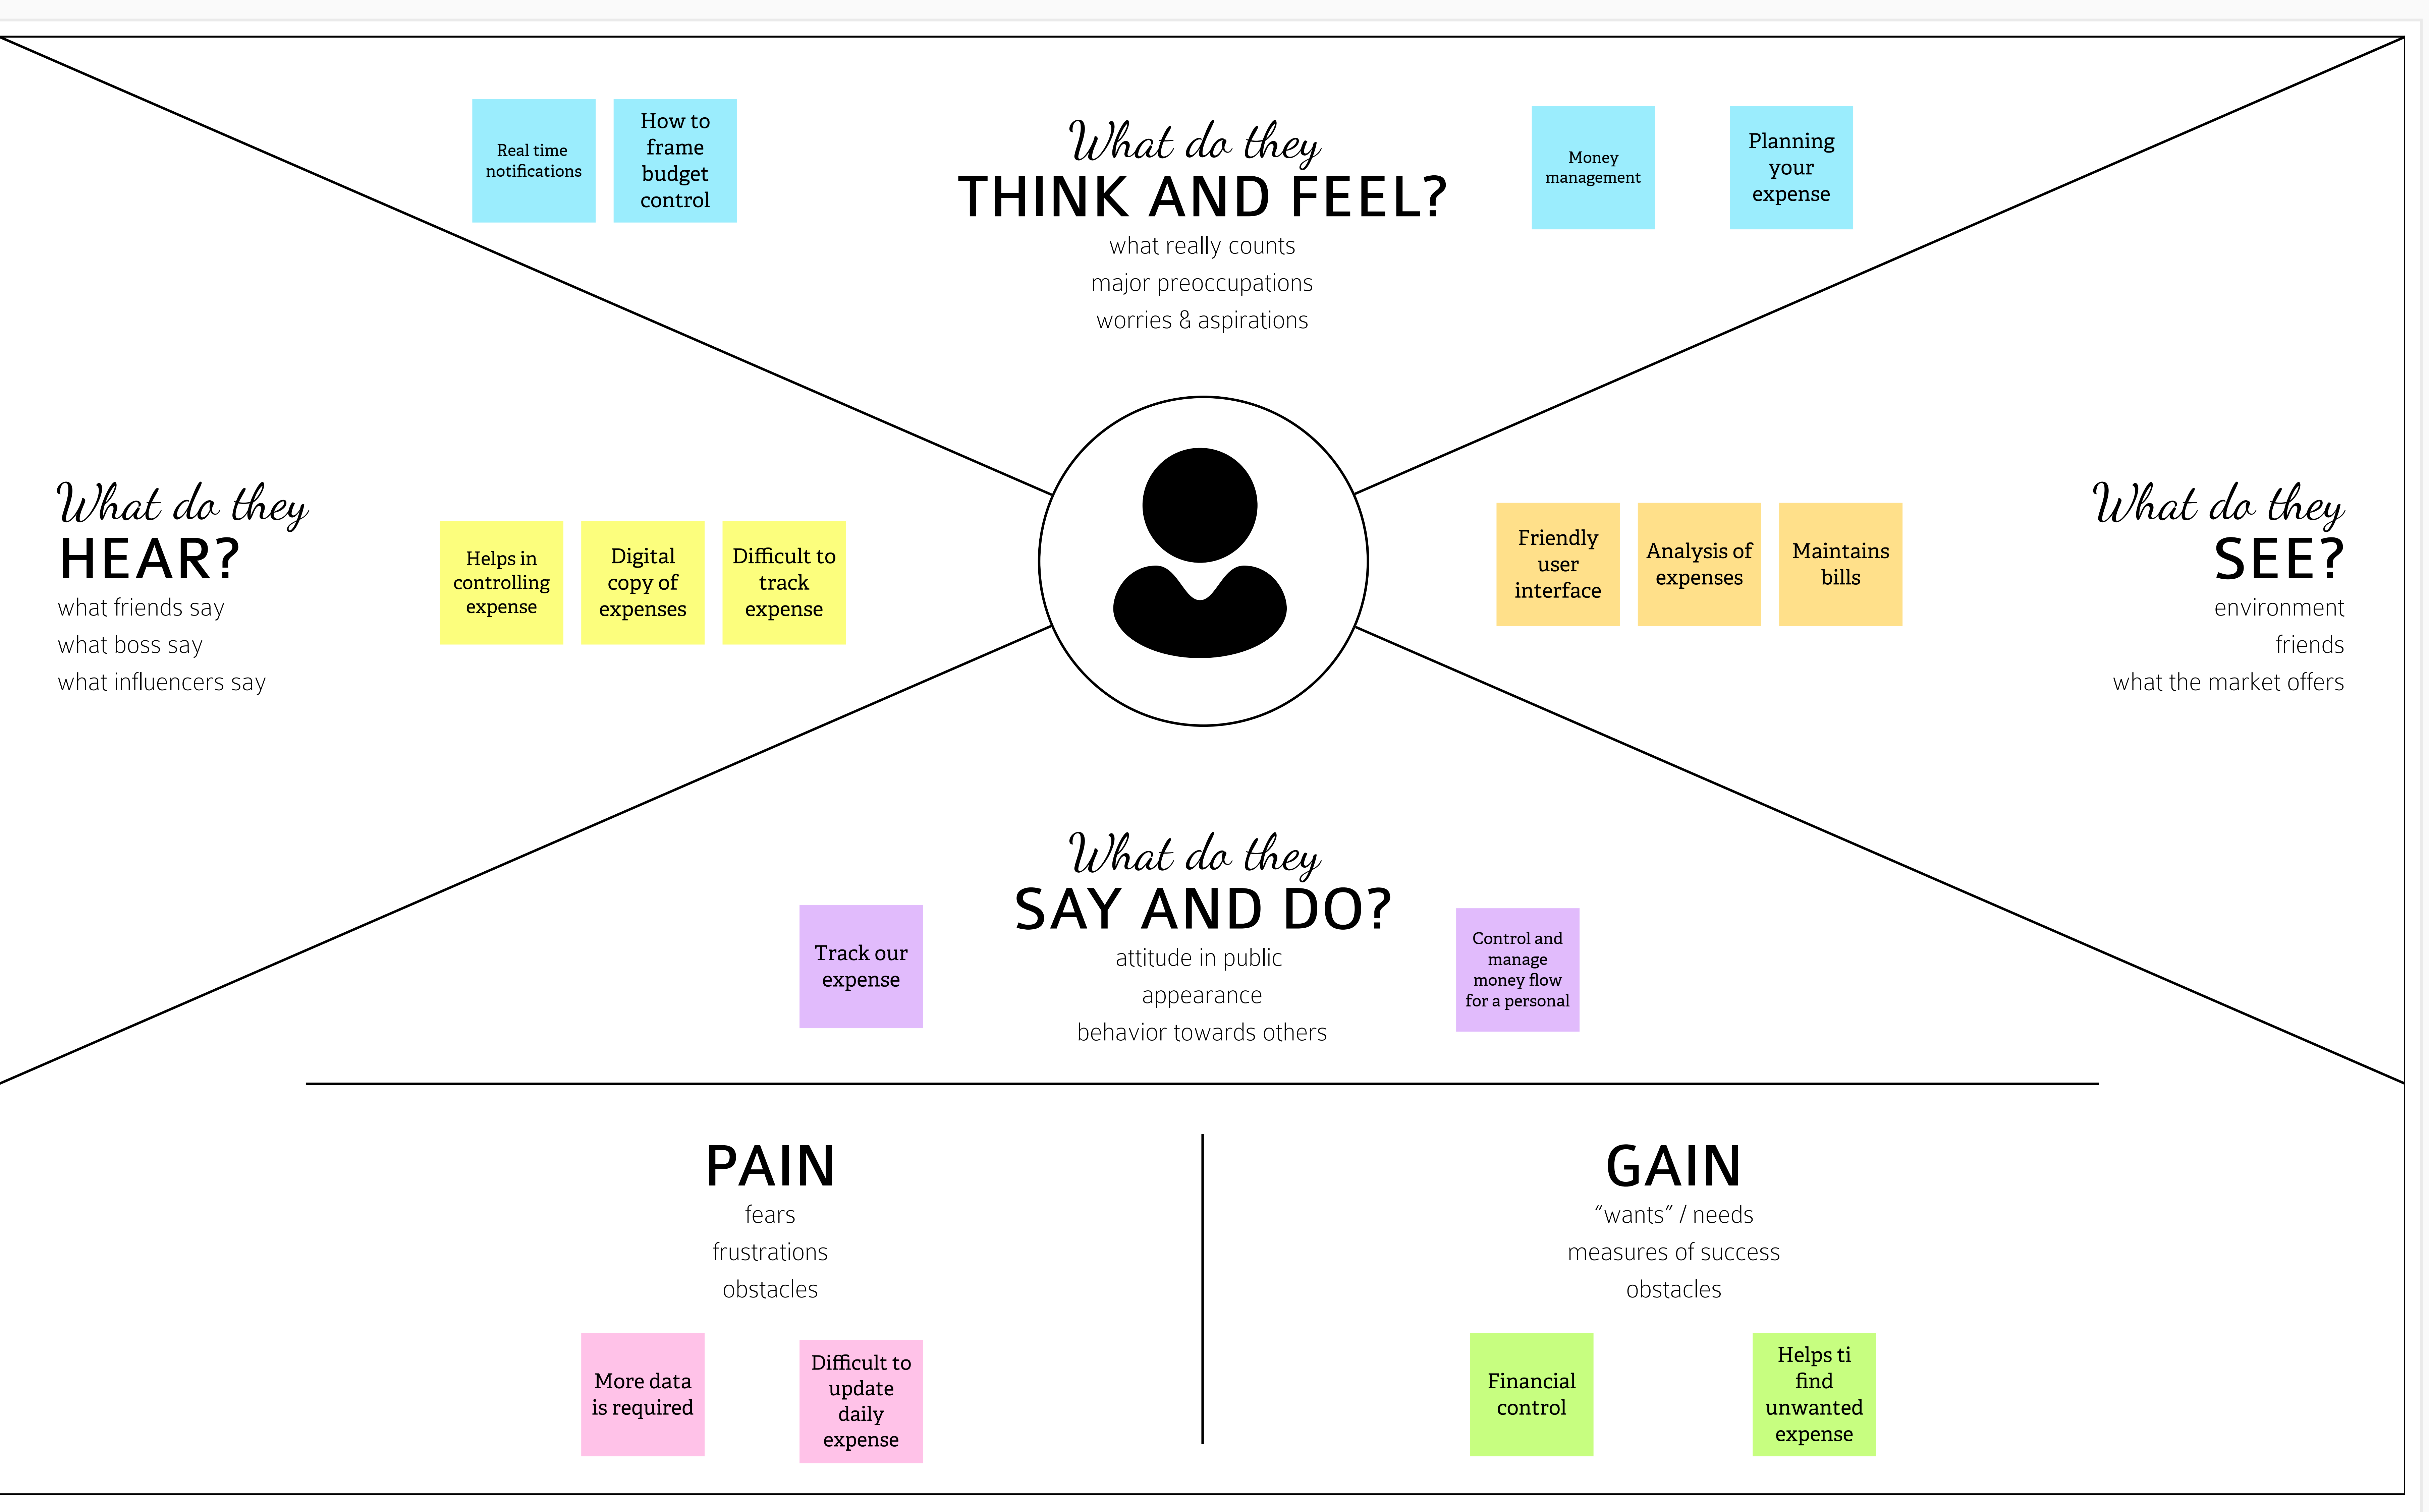 Real time
notifications
How to
frame
budget
control
What do they
THINK AND FEEL?
what really counts
major preoccupations
worries & aspirations
Money
management
Planning
your
expense
What do they
HEAR?
what friends say
what boss say
what influencers say
Helps in
controlling
expense
Digital
copy of
expenses
Difficult to
track
expense
Friendly
user
interface
Analysis of
expenses
Maintains
bills
What do they
SEE?
environment
friends
what the market offers
What do they
SAY AND DO?
attitude in public
appearance
behavior towards others
Track our
expense
Control and
manage
money flow
for a personal
PAIN
fears
frustrations
obstacles
More data
is required
Difficult to
update
daily
expense
GAIN
“wants” / needs
measures of success
obstacles
Financial
control
Helps ti
find
unwanted
expense